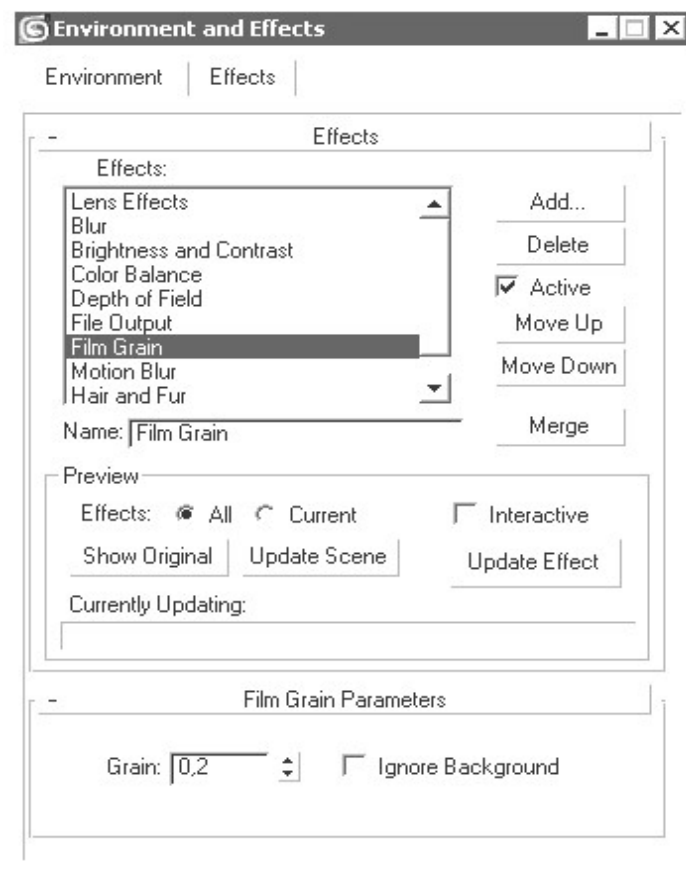 Environment and Effects
Environment Effects
- Effects
Effects:
Lens Effects
Add...
Blur
Brightness and Contrast
Delete
Color Balance
Active
Depth of Field
File Output
Move Up
Film Grain
Motion Blur
Move Down
Hair and Fur
Name: Film Grain
Merge
Preview
Effects: All Current Interactive
Show Original Update Scene Update Effect
Currently Updating:
- Film Grain Parameters
Grain: 0,2 Ignore Background